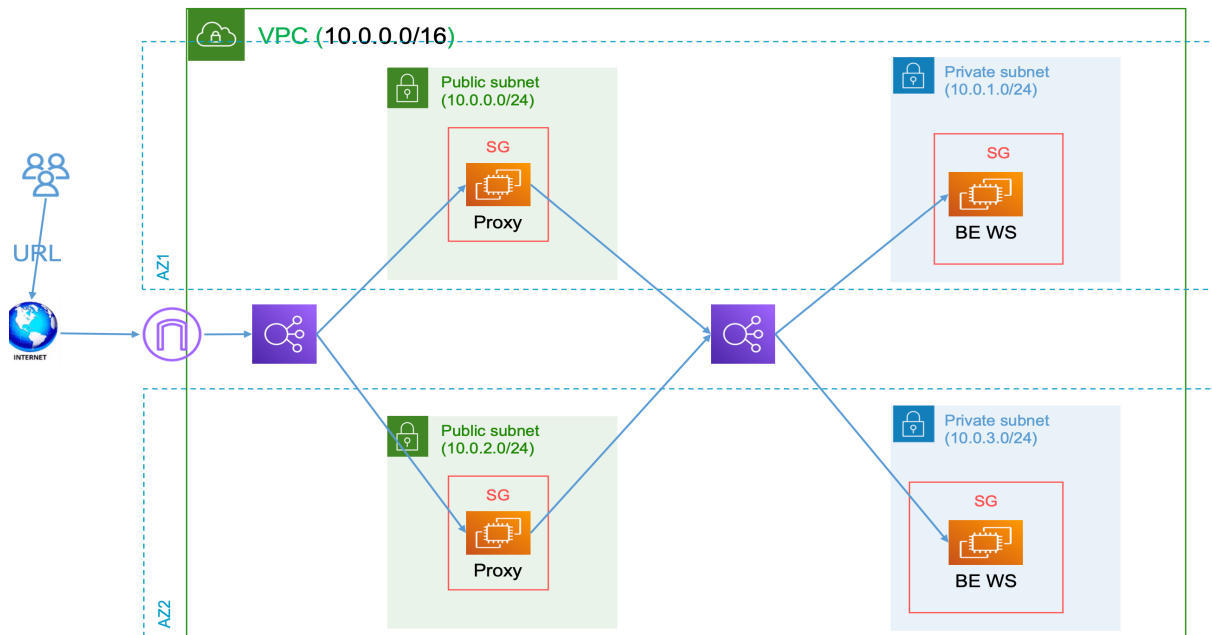 VPC (10.0.0.0/16)
Public subnet
(10.0.0.0/24)
SG
Proxy
Private subnet
(10.0.1.0/24)
SG
BE WS
URL
AZ1
INTERNET
Public subnet
(10.0.2.0/24)
SG
Proxy
Private subnet
(10.0.3.0/24)
SG
BE WS
AZ2